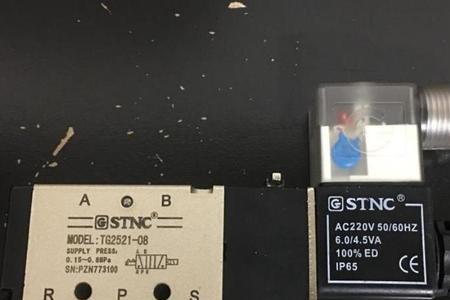 A B
STNC®
MODEL: TG2521-08
SUPPLY PRESS.
0.15~0.8MPa
SN:PZN773100
A B
R P S
R P S
STNC®
AC220V 50/60HZ
6.0/4.5VA
100% ED
IP65
CE